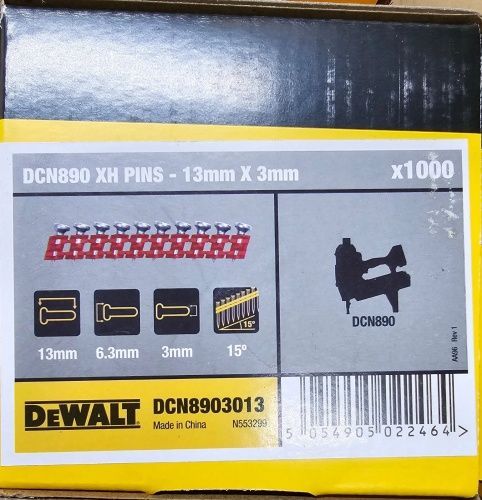 DCN890 XH PINS - 13mm X 3mm x1000
15°
13mm 6.3mm 3mm 15°
DCN890
AA96 Rev 1
DEWALT
DCN8903013
Made in China N553299
5 054905 022464 >